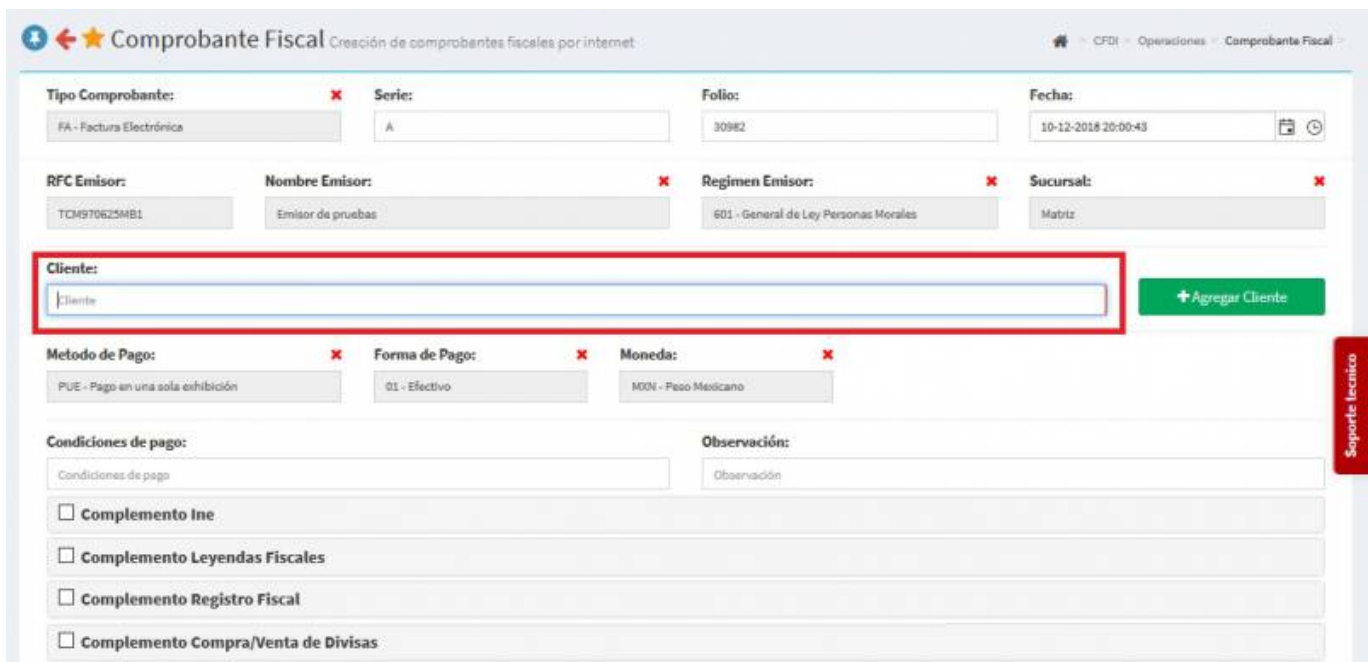 Comprobante Fiscal Creación de comprobantes fiscales por internet
CFDI Operaciones Comprobante Fiscal
Tipo Comprobante: Serie: Folio: Fecha:
FA - Factura Electrónica A 30982 10-12-2018 20:00:43
RFC Emisor: Nombre Emisor: Regimen Emisor: Sucursal:
TCM970625MB1 Emisor de pruebas 601 - General de Ley Personas Morales Matriz
Cliente:
Cliente
+Agregar Cliente
Metodo de Pago: Forma de Pago: Moneda:
PUE - Pago en una sola exhibición 01 - Efectivo MXN - Peso Mexicano
Soporte tecnico
Condiciones de pago: Observación:
Condiciones de pago Observación
Complemento Ine
Complemento Leyendas Fiscales
Complemento Registro Fiscal
Complemento Compra/Venta de Divisas